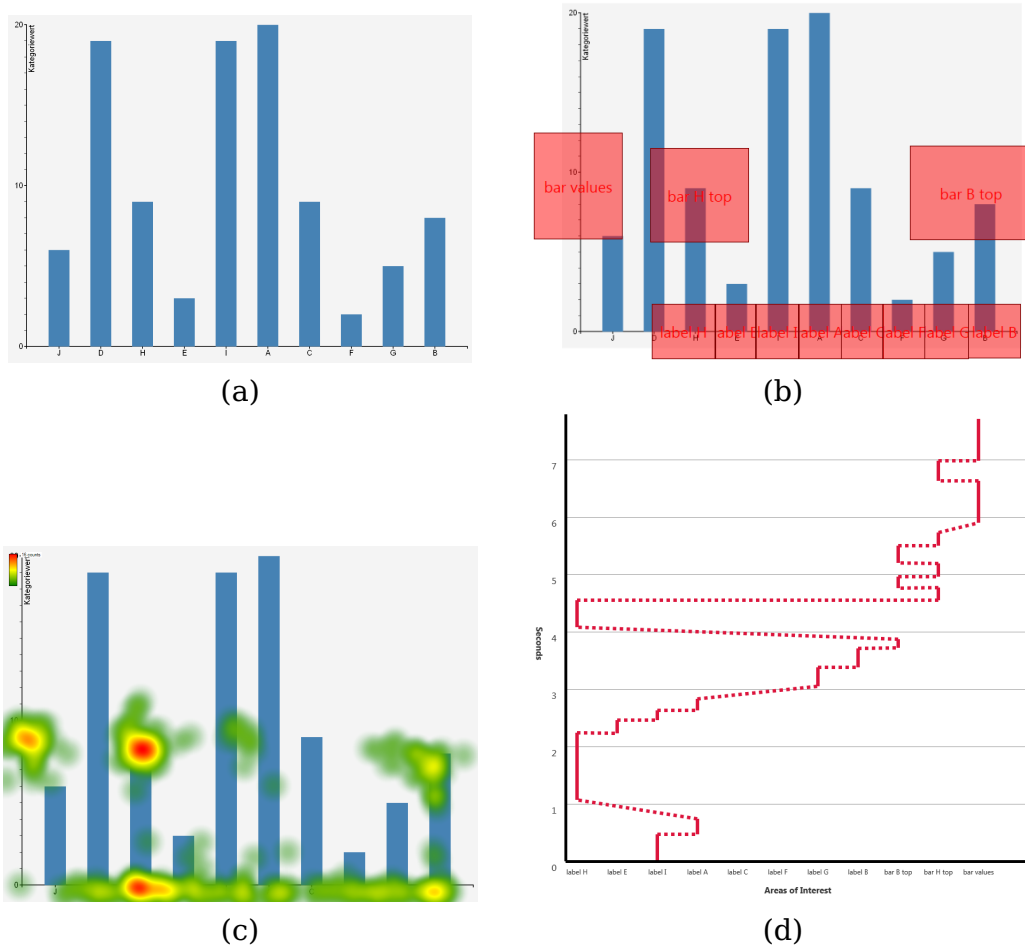 20
Kategoriewert
10
0
J D H E I A C F G B
(a)
20
Kategoriewert
bar values
bar H top
bar B top
10
0
label H label E label I label A label C label F label G label B
J D H E I A C F G B
(b)
Kategoriewert
0
J C
(c)
7
6
5
4
3
2
1
0
Seconds
label H label E label I label A label C label F label G label B bar B top bar H top bar values
Areas of Interest
(d)